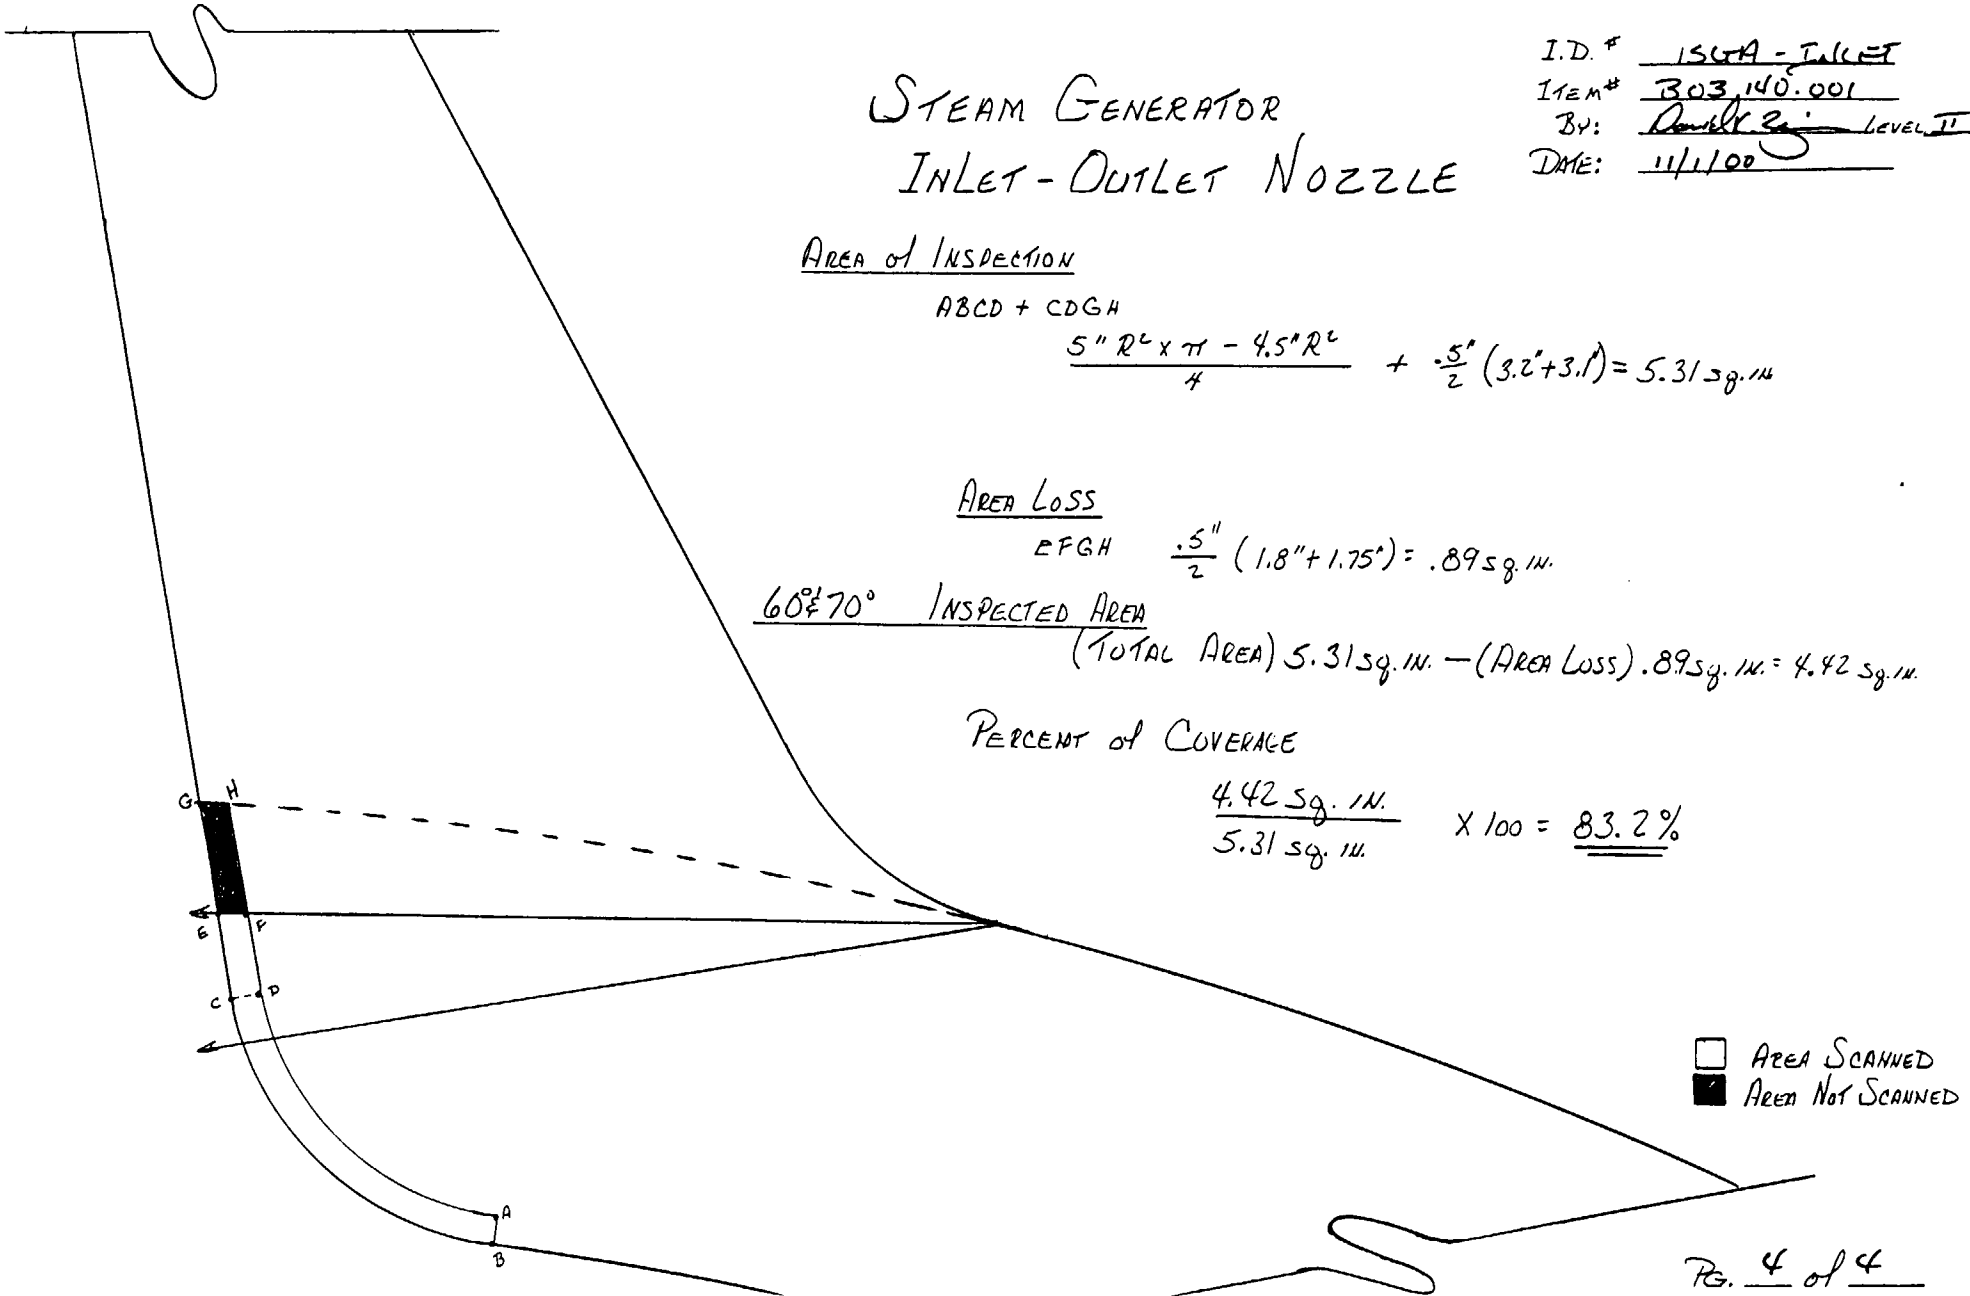 I.D. # 1SGA - INLET
ITEM# B03.140.001
BY: LEVEL II
DATE: 11/1/00
STEAM GENERATOR
INLET - OUTLET NOZZLE
AREA of INSPECTION
ABCD + CDGH
5" R² x π - 4.5" R² / 4 + .5" / 2 (3.2"+3.1") = 5.31 sq. IN
AREA LOSS
EFGH .5" / 2 (1.8"+1.75") = .89 sq. IN.
60° & 70° INSPECTED AREA
(TOTAL AREA) 5.31 sq. IN. - (AREA LOSS) .89 sq. IN. = 4.42 sq. IN.
PERCENT of COVERAGE
4.42 sq. IN. / 5.31 sq. IN. X 100 = 83.2%
G H
E F
C D
A
B
AREA SCANNED
AREA NOT SCANNED
PG. 4 of 4